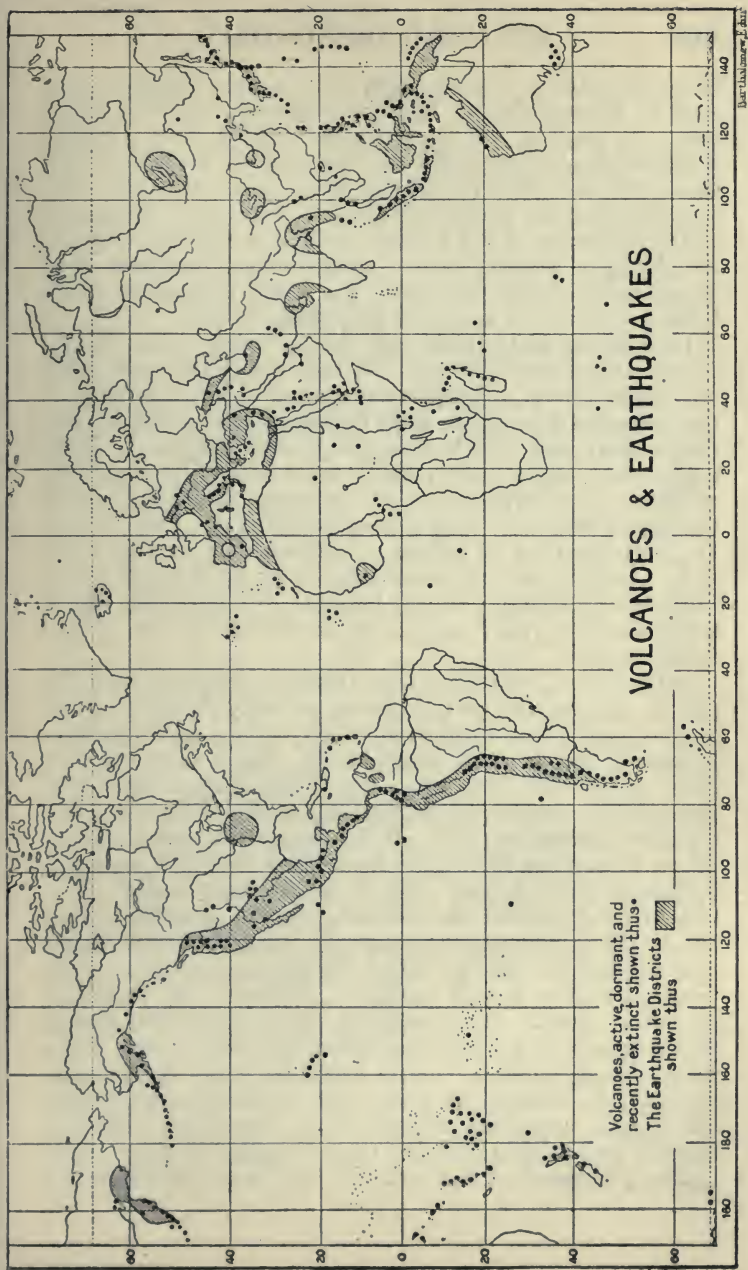 60
40
20
0
20
40
60
VOLCANOES & EARTHQUAKES
Volcanoes, active, dormant and
recently extinct shown thus •
The Earthquake Districts
shown thus
160 180 160 140 120 100 80 60 40 20 0 20 40 60 80 100 120 140
60
40
20
0
20
40
60
Bartholomew, Edinr